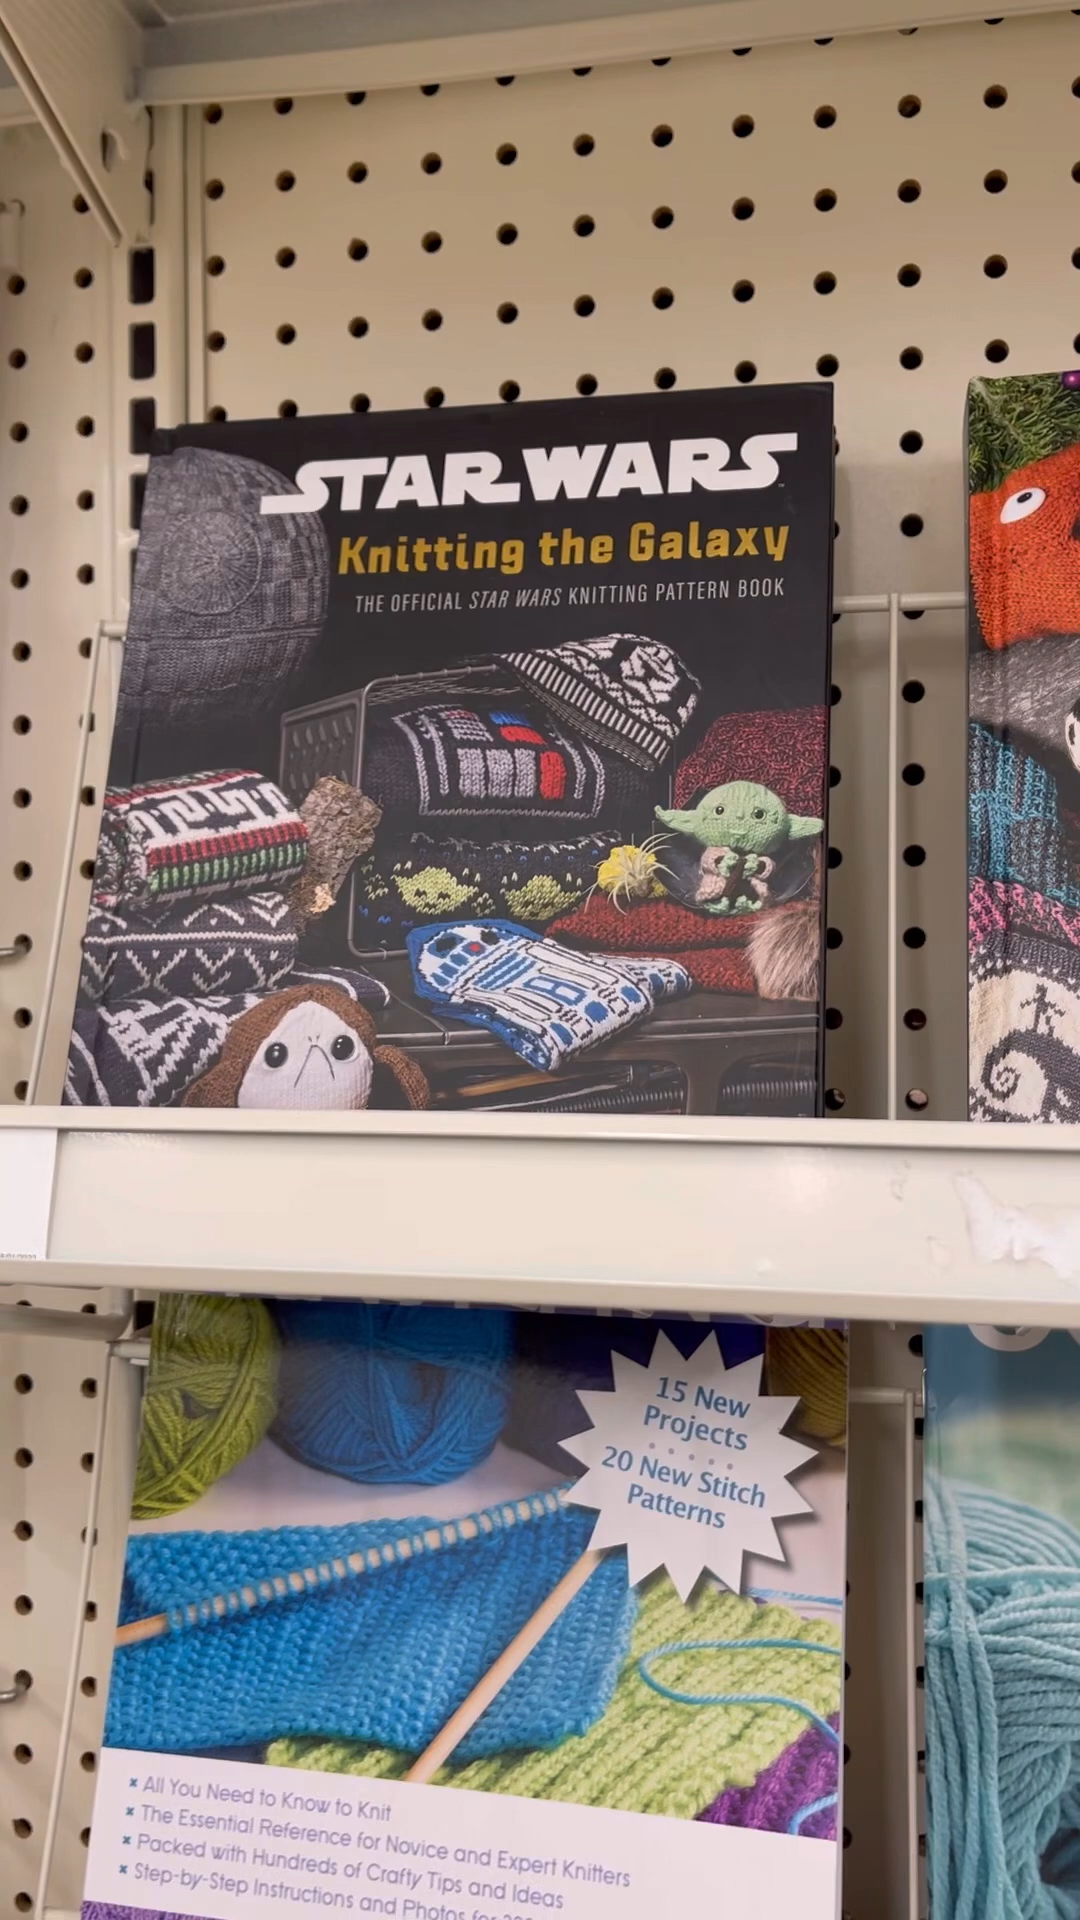 STAR WARS
Knitting the Galaxy
THE OFFICIAL STAR WARS KNITTING PATTERN BOOK
15 New
Projects
20 New Stitch
Patterns
× All You Need to Know to Knit
× The Essential Reference for Novice and Expert Knitters
× Packed with Hundreds of Crafty Tips and Ideas
× Step-by-Step Instructions and Photos for